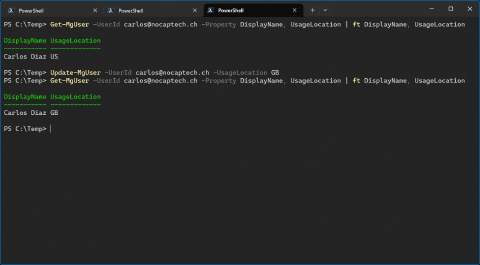 PowerShell
PowerShell
PowerShell
PS C:\Temp> Get-MgUser -UserId carlos@nocaptech.ch -Property DisplayName, UsageLocation | ft DisplayName, UsageLocation
DisplayName UsageLocation
----------- -------------
Carlos Diaz US
PS C:\Temp> Update-MgUser -UserId carlos@nocaptech.ch -UsageLocation GB
PS C:\Temp> Get-MgUser -UserId carlos@nocaptech.ch -Property DisplayName, UsageLocation | ft DisplayName, UsageLocation
DisplayName UsageLocation
----------- -------------
Carlos Diaz GB
PS C:\Temp>